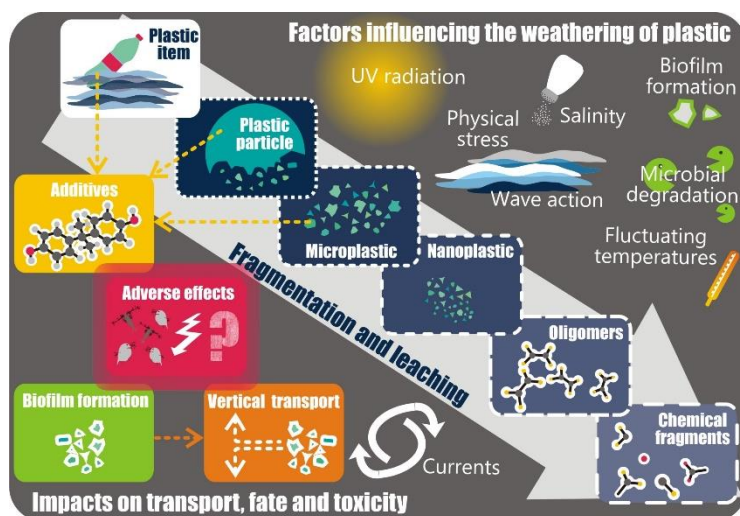 Factors influencing the weathering of plastic
Plastic
item
UV radiation
Salinity
Biofilm
formation
Physical
stress
Wave action
Microbial
degradation
Fluctuating
temperatures
Plastic
particle
Additives
Microplastic
Nanoplastic
Fragmentation and leaching
Adverse effects
?
Oligomers
Biofilm formation
Vertical transport
Chemical
fragments
Currents
Impacts on transport, fate and toxicity